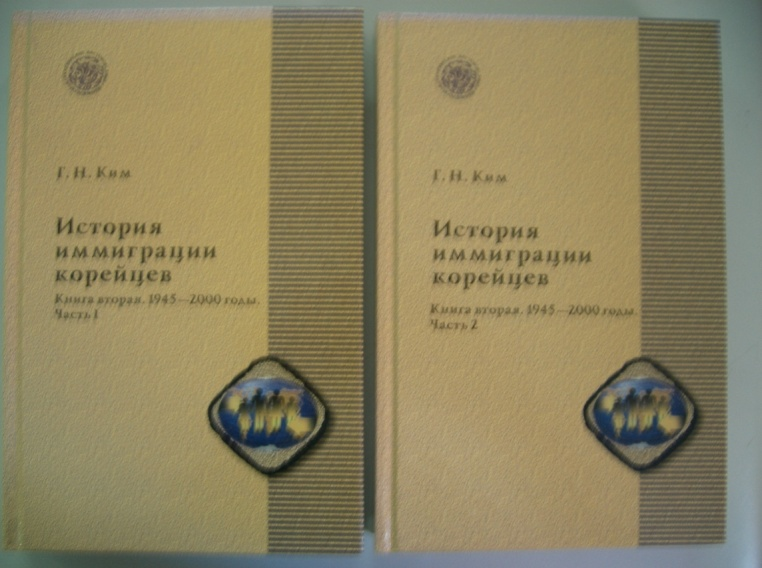 Г. Н. Ким
История
иммиграции
корейцев
Книга вторая. 1945—2000 годы.
Часть 1
Г. Н. Ким
История
иммиграции
корейцев
Книга вторая. 1945—2000 годы.
Часть 2